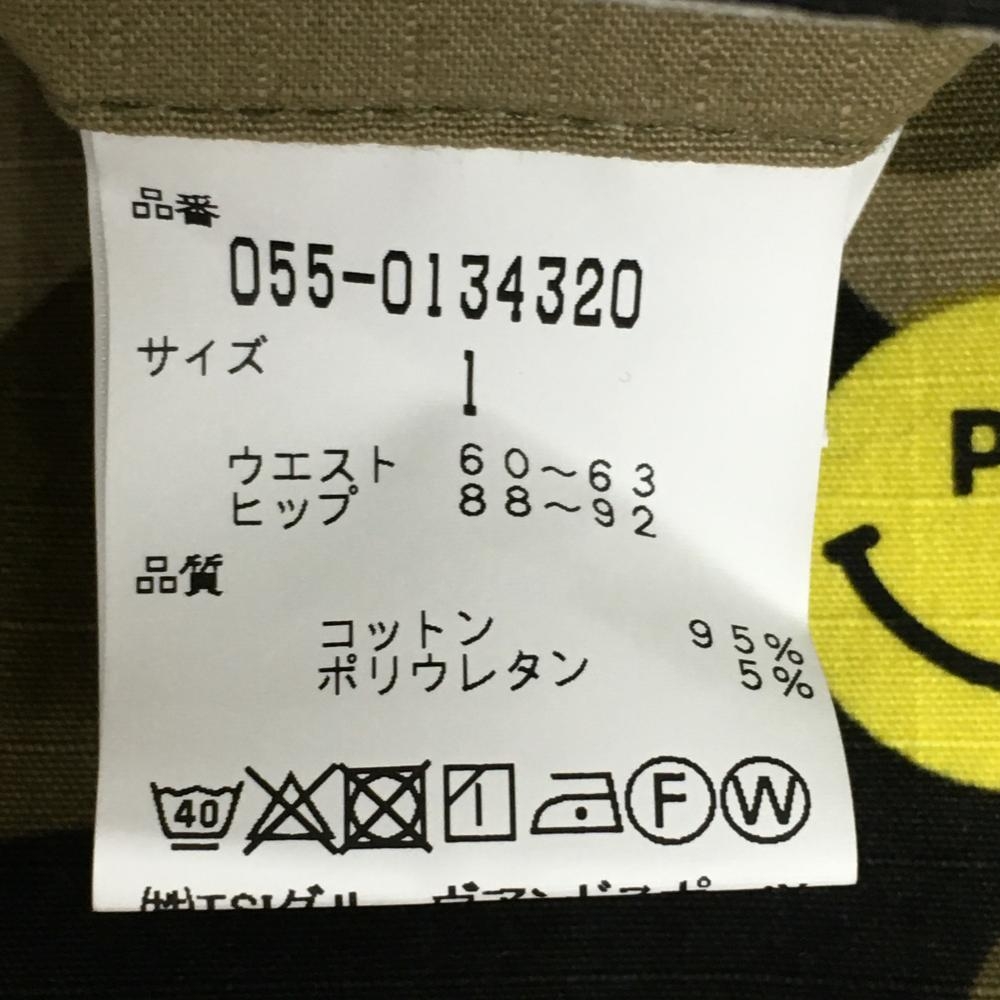 品番
055-0134320
サイズ
1
ウエスト 60～63
ヒップ 88～92
品質
コットン 95%
ポリウレタン 5%
40 F W
P